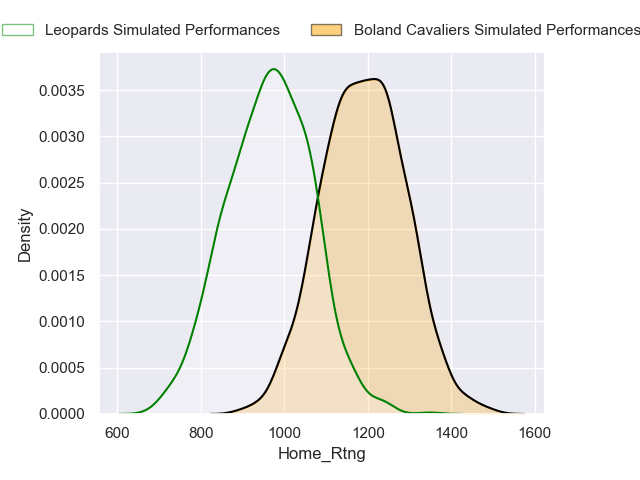 Leopards Simulated Performances
Boland Cavaliers Simulated Performances
0.0035
0.0030
0.0025
0.0020
0.0015
0.0010
0.0005
0.0000
Density
600 800 1000 1200 1400 1600
Home_Rtng